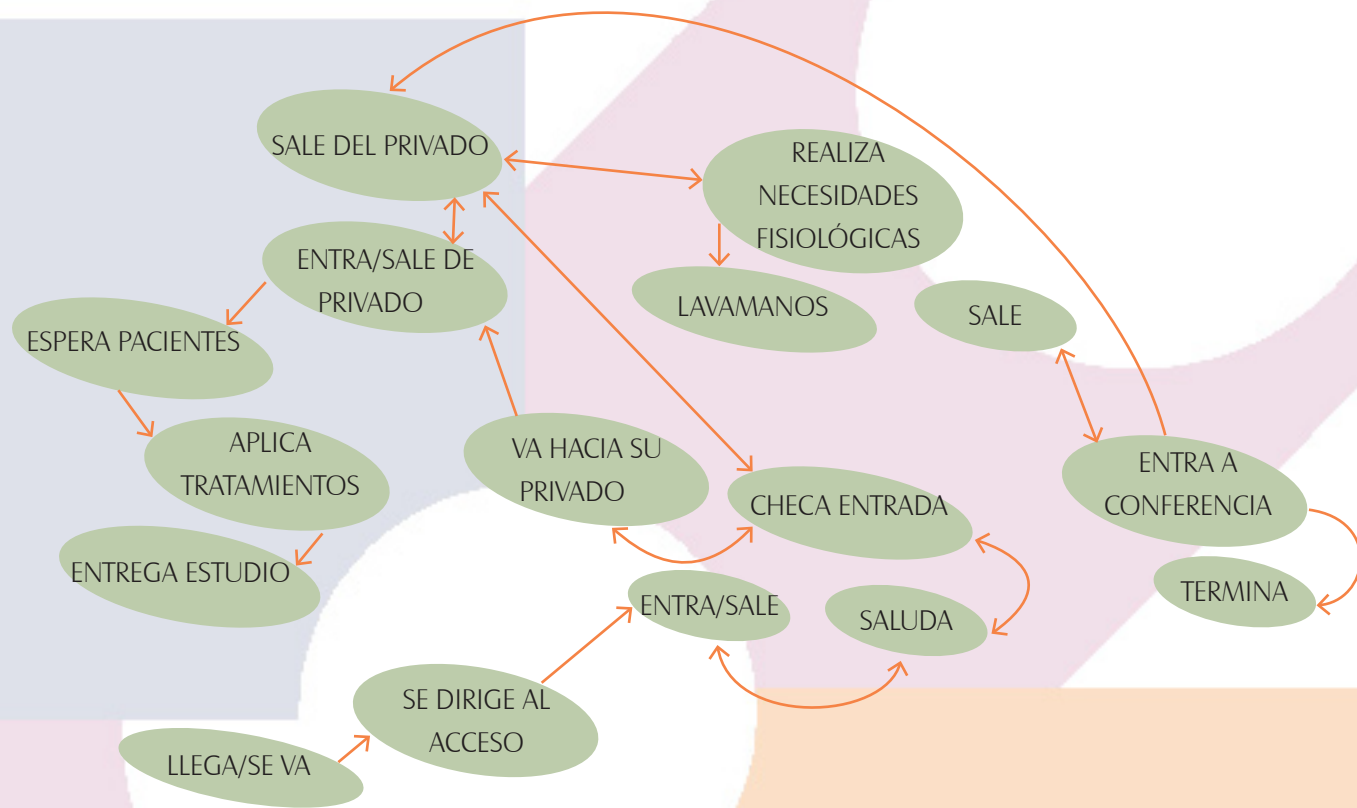 SALE DEL PRIVADO
REALIZA
NECESIDADES
FISIOLÓGICAS
ENTRA/SALE DE
PRIVADO
LAVAMANOS
SALE
ESPERA PACIENTES
APLICA
TRATAMIENTOS
VA HACIA SU
PRIVADO
CHECA ENTRADA
ENTRA A
CONFERENCIA
ENTREGA ESTUDIO
ENTRA/SALE
SALUDA
TERMINA
SE DIRIGE AL
ACCESO
LLEGA/SE VA